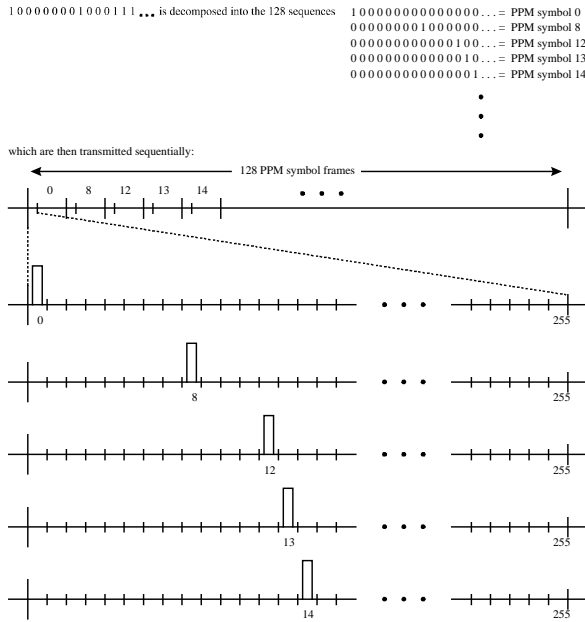 1 0 0 0 0 0 0 0 0 1 0 0 0 1 1 1 ... is decomposed into the 128 sequences
1 0 0 0 0 0 0 0 0 0 0 0 0 0 0 0 . . . = PPM symbol 0
0 0 0 0 0 0 0 0 1 0 0 0 0 0 0 0 . . . = PPM symbol 8
0 0 0 0 0 0 0 0 0 0 0 0 0 1 0 0 . . . = PPM symbol 12
0 0 0 0 0 0 0 0 0 0 0 0 0 0 1 0 . . . = PPM symbol 13
0 0 0 0 0 0 0 0 0 0 0 0 0 0 0 1 . . . = PPM symbol 14
which are then transmitted sequentially:
128 PPM symbol frames
0 8 12 13 14
0 255
8 255
12 255
13 255
14 255